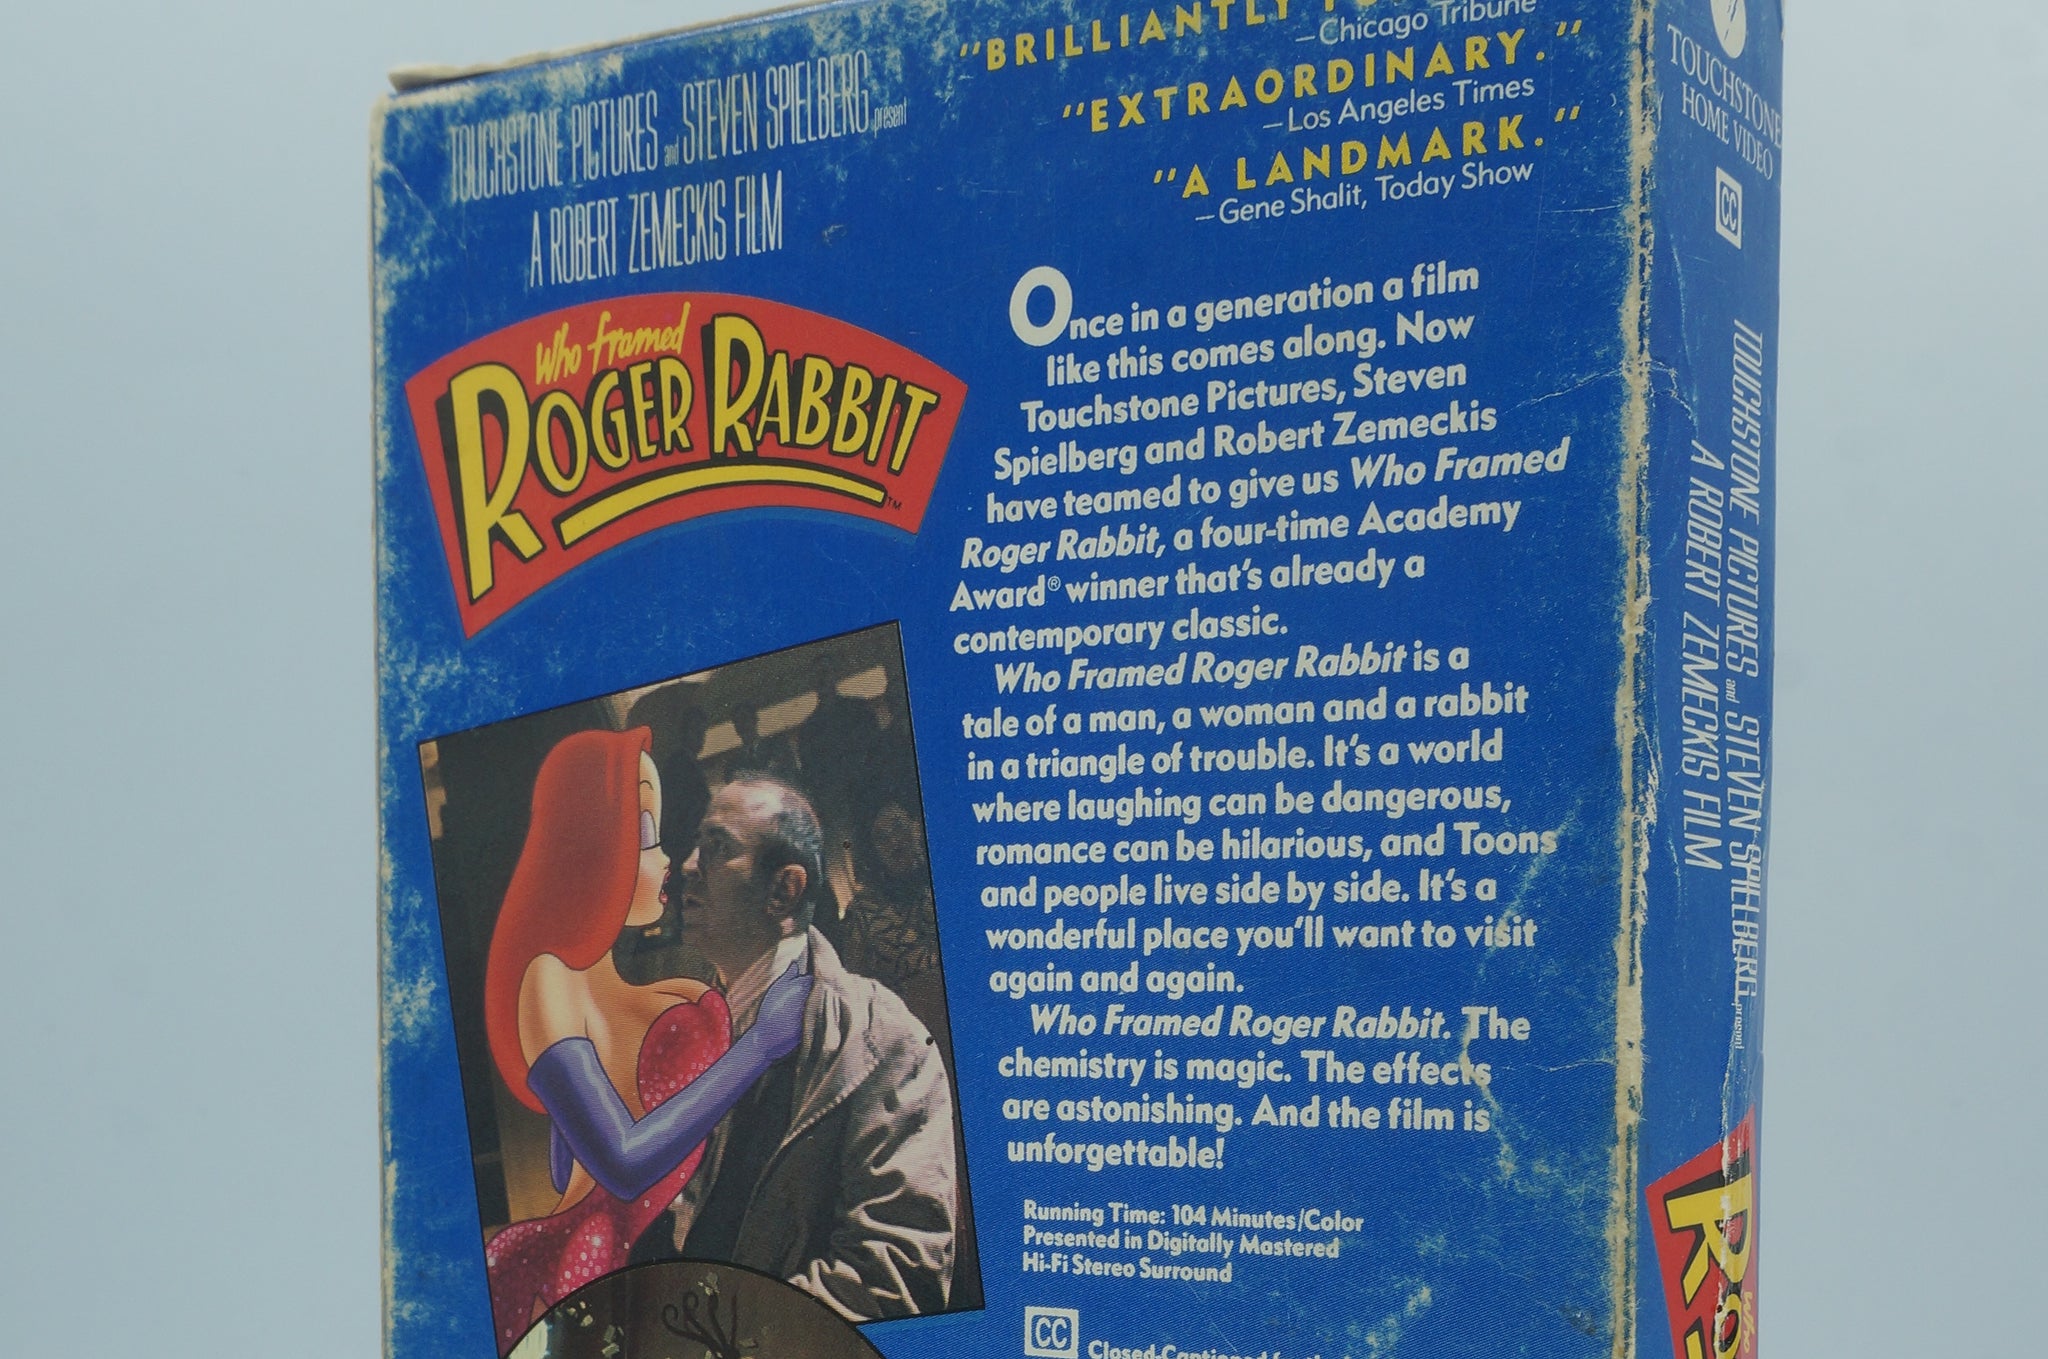 TOUCHSTONE PICTURES and STEVEN SPIELBERG present
A ROBERT ZEMECKIS FILM
who framed
ROGER RABBIT™
"BRILLIANTLY
—Chicago Tribune
"EXTRAORDINARY."
—Los Angeles Times
"A LANDMARK."
—Gene Shalit, Today Show
Once in a generation a film
like this comes along. Now
Touchstone Pictures, Steven
Spielberg and Robert Zemeckis
have teamed to give us Who Framed
Roger Rabbit, a four-time Academy
Award® winner that's already a
contemporary classic.
Who Framed Roger Rabbit is a
tale of a man, a woman and a rabbit
in a triangle of trouble. It's a world
where laughing can be dangerous,
romance can be hilarious, and Toons
and people live side by side. It's a
wonderful place you'll want to visit
again and again.
Who Framed Roger Rabbit. The
chemistry is magic. The effects
are astonishing. And the film is
unforgettable!
Running Time: 104 Minutes/Color
Presented in Digitally Mastered
Hi-Fi Stereo Surround
CC Closed-Captioned
TOUCHSTONE
HOME VIDEO
CC
TOUCHSTONE PICTURES and STEVEN SPIELBERG present
A ROBERT ZEMECKIS FILM
who